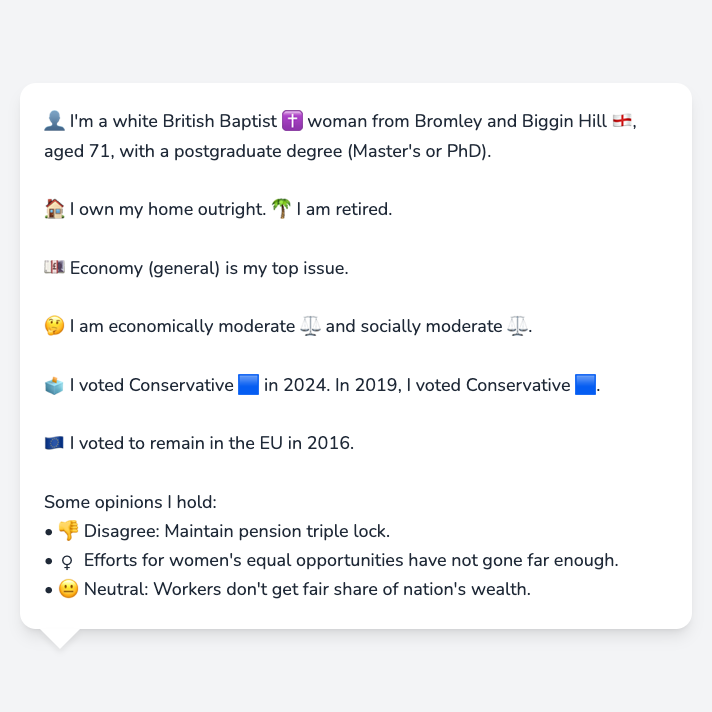 👤 I'm a white British Baptist ✝️ woman from Bromley and Biggin Hill 🏴󠁧󠁢󠁥󠁮󠁧󠁿,
aged 71, with a postgraduate degree (Master's or PhD).
🏠 I own my home outright. 🌴 I am retired.
💷 Economy (general) is my top issue.
🤔 I am economically moderate ⚖️ and socially moderate ⚖️.
🗳️ I voted Conservative 🟦 in 2024. In 2019, I voted Conservative 🟦.
🇪🇺 I voted to remain in the EU in 2016.
Some opinions I hold:
• 👎 Disagree: Maintain pension triple lock.
• ♀ Efforts for women's equal opportunities have not gone far enough.
• 😐 Neutral: Workers don't get fair share of nation's wealth.